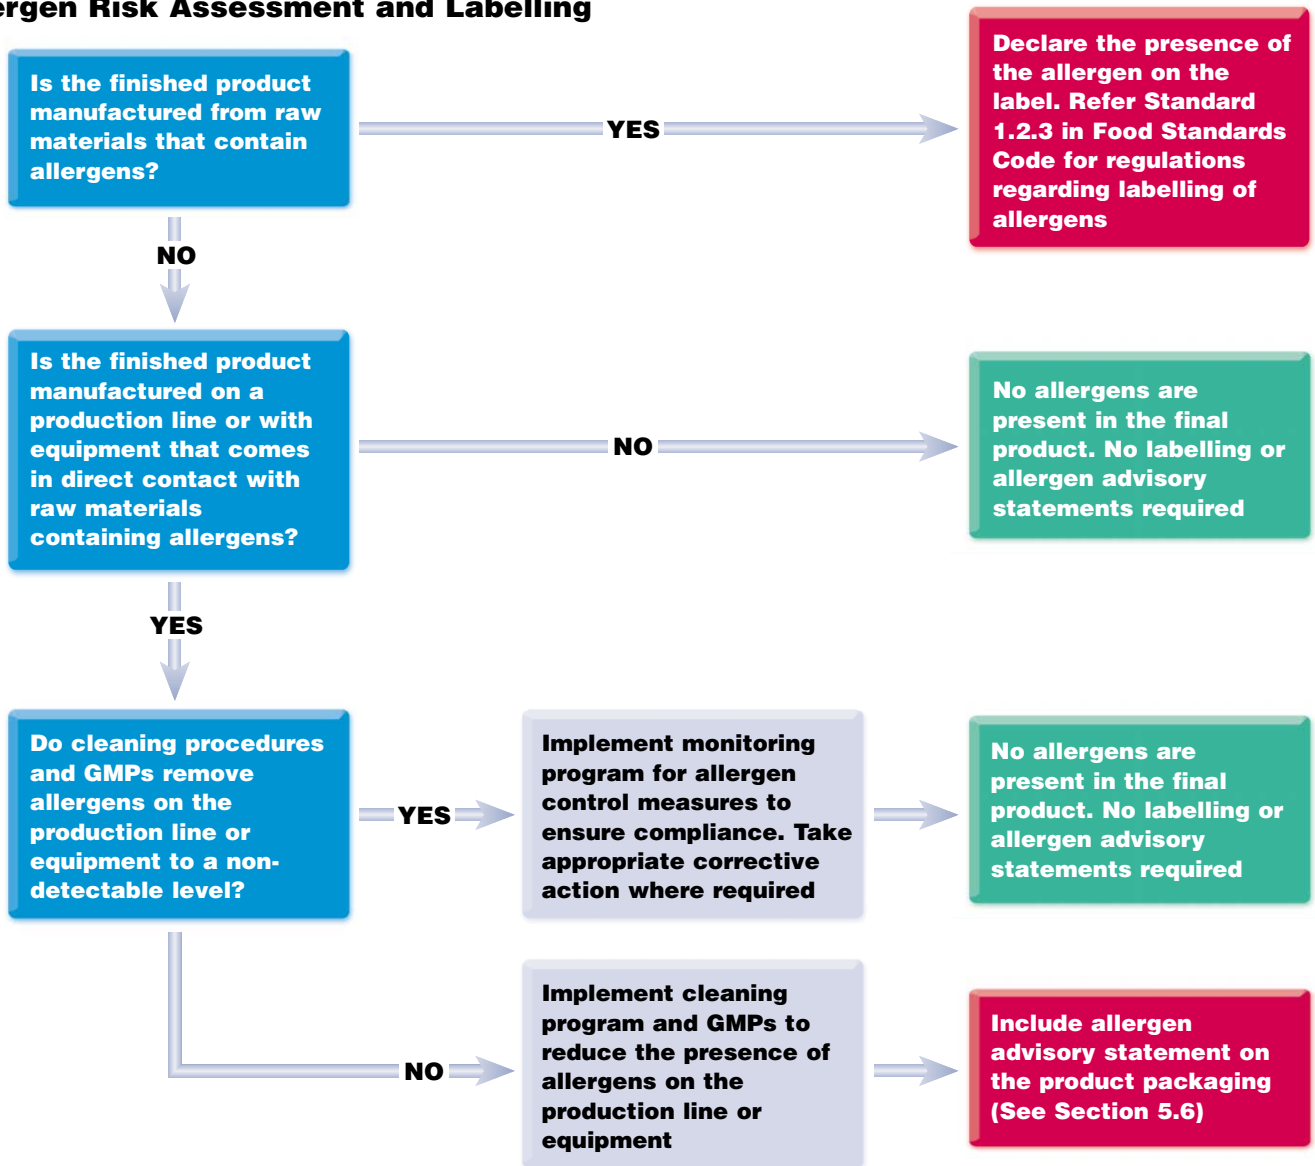 ergen Risk Assessment and Labelling
Is the finished product
manufactured from raw
materials that contain
allergens?
YES
Declare the presence of
the allergen on the
label. Refer Standard
1.2.3 in Food Standards
Code for regulations
regarding labelling of
allergens
NO
Is the finished product
manufactured on a
production line or with
equipment that comes
in direct contact with
raw materials
containing allergens?
NO
No allergens are
present in the final
product. No labelling or
allergen advisory
statements required
YES
Do cleaning procedures
and GMPs remove
allergens on the
production line or
equipment to a non-
detectable level?
YES
Implement monitoring
program for allergen
control measures to
ensure compliance. Take
appropriate corrective
action where required
No allergens are
present in the final
product. No labelling or
allergen advisory
statements required
NO
Implement cleaning
program and GMPs to
reduce the presence of
allergens on the
production line or
equipment
Include allergen
advisory statement on
the product packaging
(See Section 5.6)